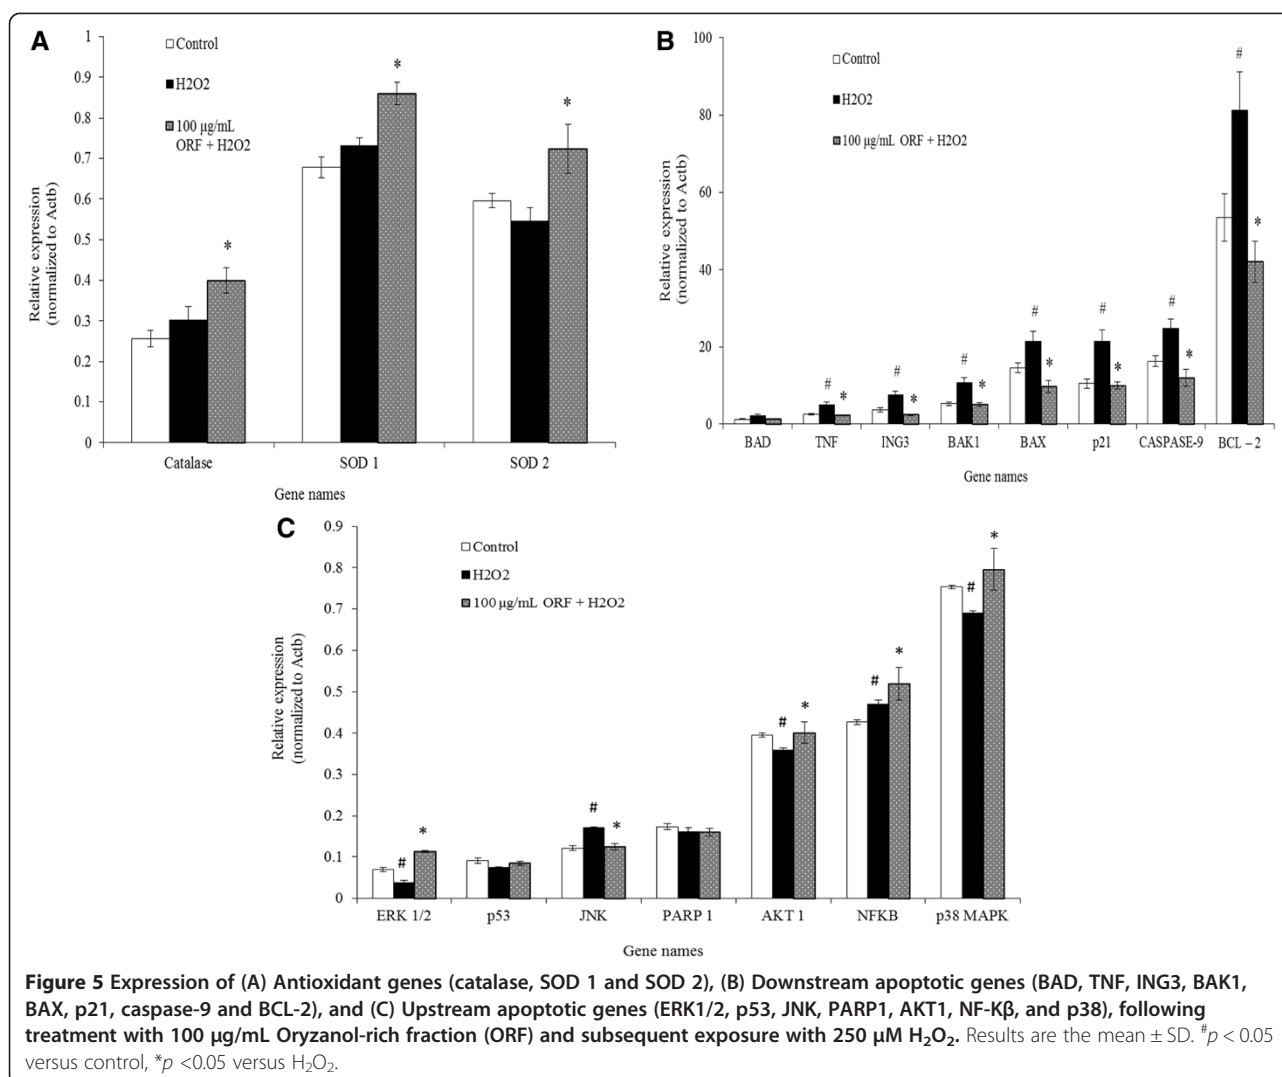 A
1
0.9
0.8
0.7
0.6
0.5
0.4
0.3
0.2
0.1
0
Relative expression
(normalized to Actb)
Control
H2O2
100 µg/mL
ORF + H2O2
*
*
*
Catalase
SOD 1
SOD 2
Gene names
B
100
80
60
40
20
0
Relative expression
(normalized to Actb)
Control
H2O2
100 µg/mL ORF + H2O2
# *
# *
# *
# *
# *
# *
# *
BAD
TNF
ING3
BAK1
BAX
p21
CASPASE-9
BCL – 2
Gene names
C
0.9
0.8
0.7
0.6
0.5
0.4
0.3
0.2
0.1
0
Relative expression
(normalized to Actb)
Control
H2O2
100 µg/mL ORF + H2O2
# *
# *
# *
# *
# *
ERK 1/2
p53
JNK
PARP 1
AKT 1
NFKB
p38 MAPK
Gene names
Figure 5 Expression of (A) Antioxidant genes (catalase, SOD 1 and SOD 2), (B) Downstream apoptotic genes (BAD, TNF, ING3, BAK1,
BAX, p21, caspase-9 and BCL-2), and (C) Upstream apoptotic genes (ERK1/2, p53, JNK, PARP1, AKT1, NF-Kβ, and p38), following
treatment with 100 µg/mL Oryzanol-rich fraction (ORF) and subsequent exposure with 250 µM H₂O₂. Results are the mean ± SD. #p < 0.05
versus control, *p <0.05 versus H₂O₂.